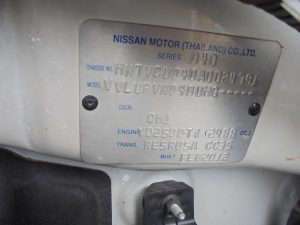 NISSAN MOTOR (THAILAND) CO., LTD.
SERIES D40
CHASSIS NO.
MODEL
COLOR
CH1
ENGINE YD25DDTI (2488 CC.)
TRANS. RE5R05A CC35
BUILT FEB2012